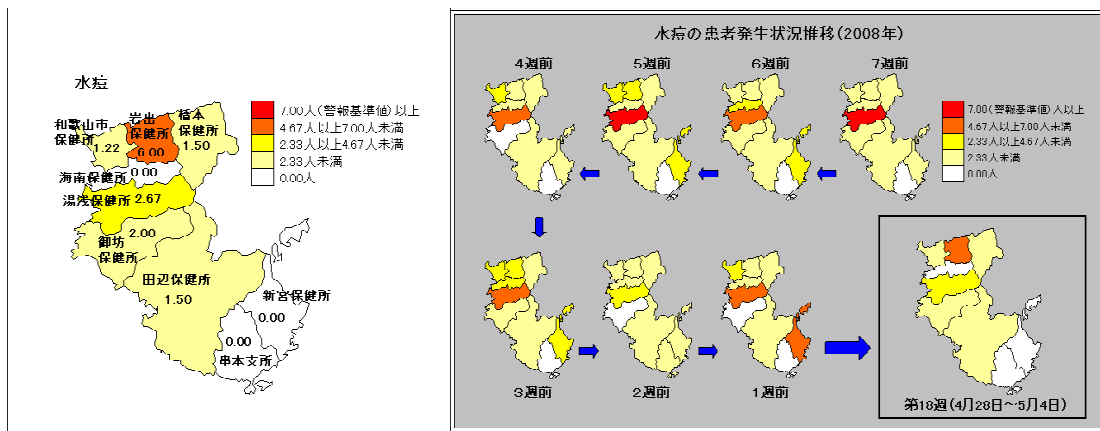 水痘
7.00人(警報基準値)以上
4.67人以上7.00人未満
2.33人以上4.67人未満
2.33人未満
0.00人
和歌山市
保健所
1.22
岩出
保健所
6.00
橋本
保健所
1.50
海南保健所
0.00
湯浅保健所
2.67
御坊
保健所
2.00
田辺保健所
1.50
新宮保健所
0.00
0.00
串本支所
水痘の患者発生状況推移(2008年)
4週前
5週前
6週前
7週前
7.00(警報基準値)人以上
4.67人以上7.00人未満
2.33人以上4.67人未満
2.33人未満
0.00人
3週前
2週前
1週前
第18週(4月28日~5月4日)